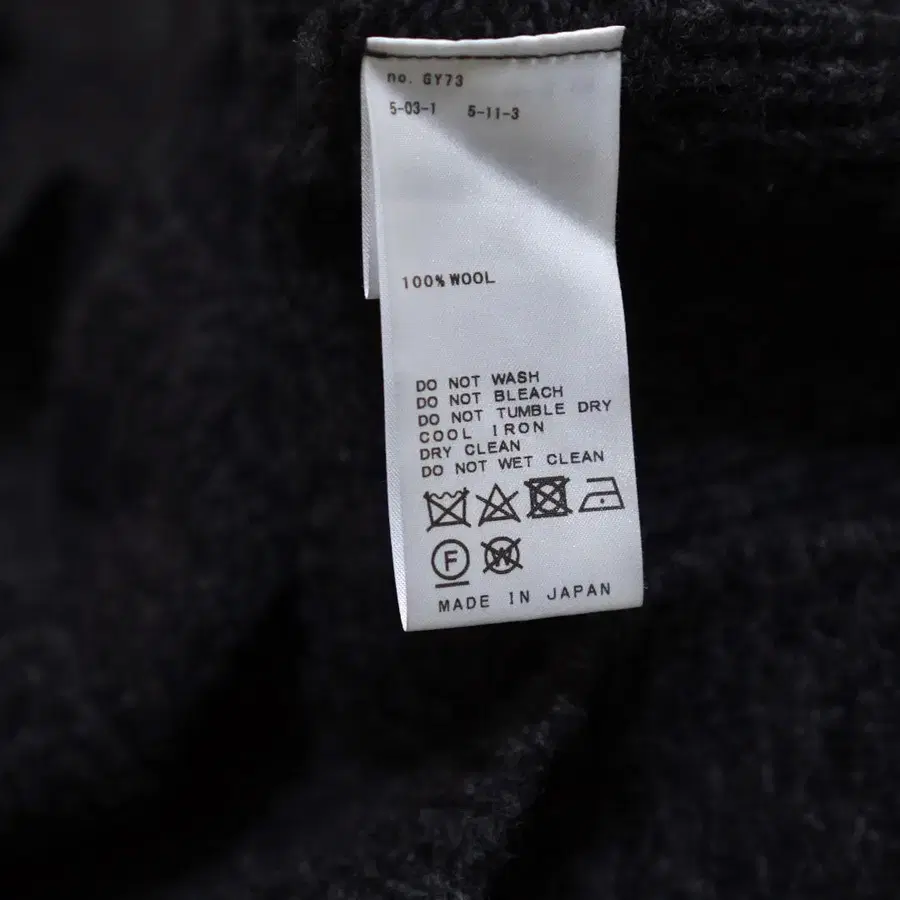 no. GY73
5-03-1 5-11-3
100% WOOL
DO NOT WASH
DO NOT BLEACH
DO NOT TUMBLE DRY
COOL IRON
DRY CLEAN
DO NOT WET CLEAN
F W
MADE IN JAPAN